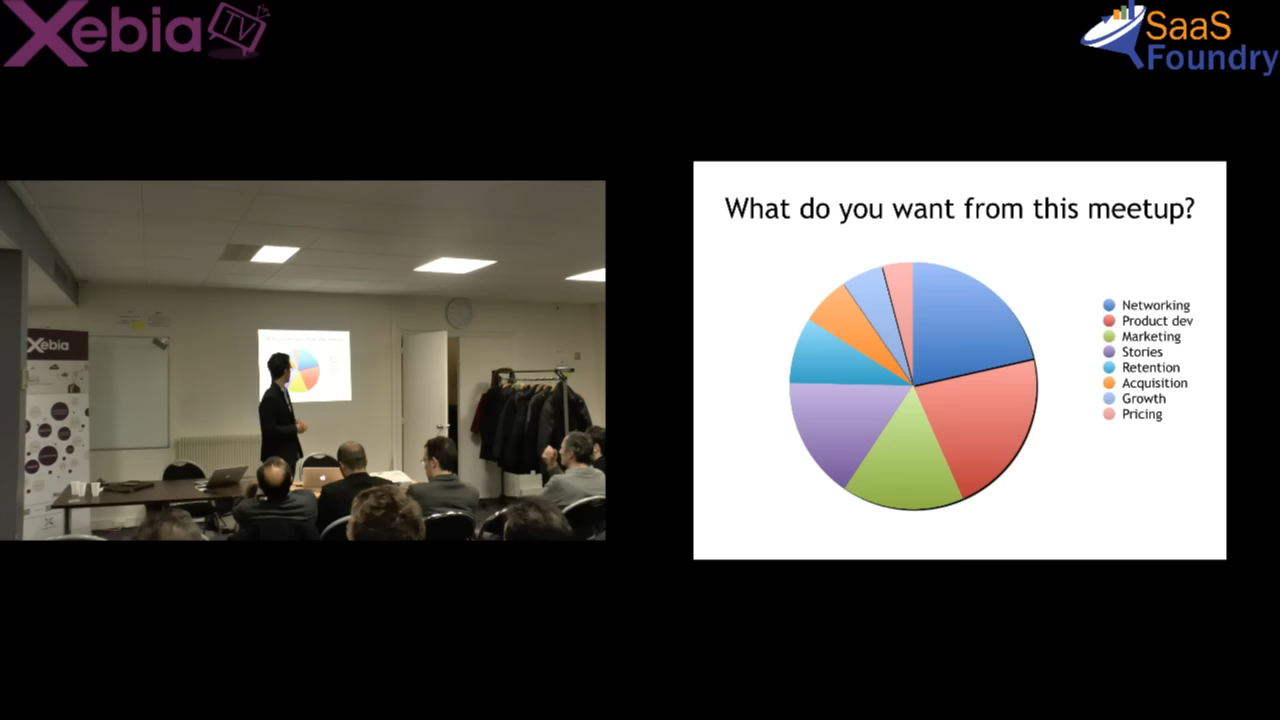 Xebia TV
SaaS
Foundry
What do you want from this meetup?
Networking
Product dev
Marketing
Stories
Retention
Acquisition
Growth
Pricing
Xebia